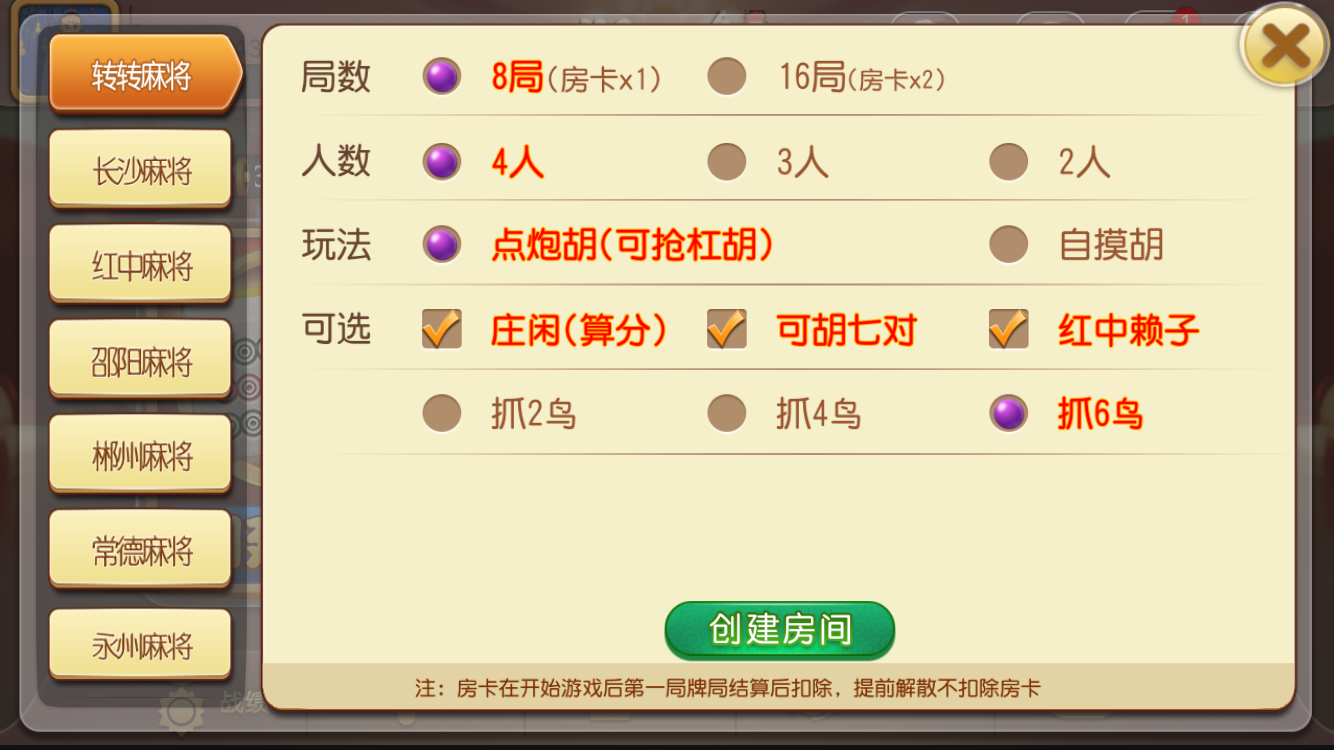 转转麻将
长沙麻将
红中麻将
邵阳麻将
郴州麻将
常德麻将
永州麻将
局数 8局(房卡x1) 16局(房卡x2)
人数 4人 3人 2人
玩法 点炮胡(可抢杠胡) 自摸胡
可选 庄闲(算分) 可胡七对 红中赖子
抓2鸟 抓4鸟 抓6鸟
创建房间
注：房卡在开始游戏后第一局牌局结算后扣除，提前解散不扣除房卡
战绩
1